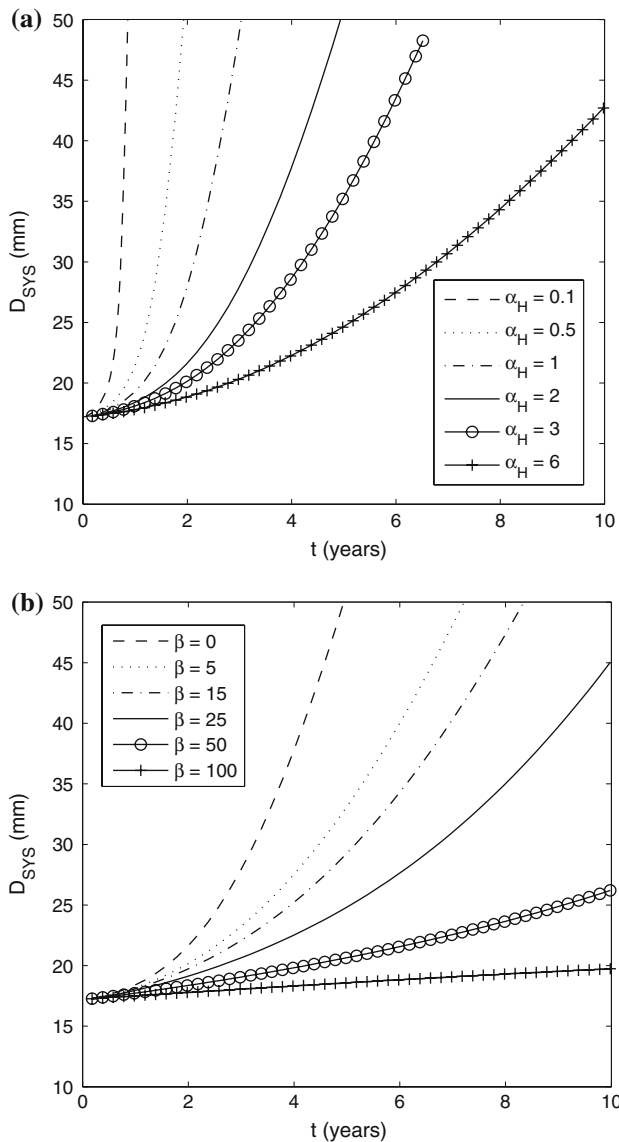 (a)
50
45
40
35
30
25
20
15
10
D_SYS (mm)
α_H = 0.1
α_H = 0.5
α_H = 1
α_H = 2
α_H = 3
α_H = 6
0 2 4 6 8 10
t (years)
(b)
50
45
40
35
30
25
20
15
10
D_SYS (mm)
β = 0
β = 5
β = 15
β = 25
β = 50
β = 100
0 2 4 6 8 10
t (years)